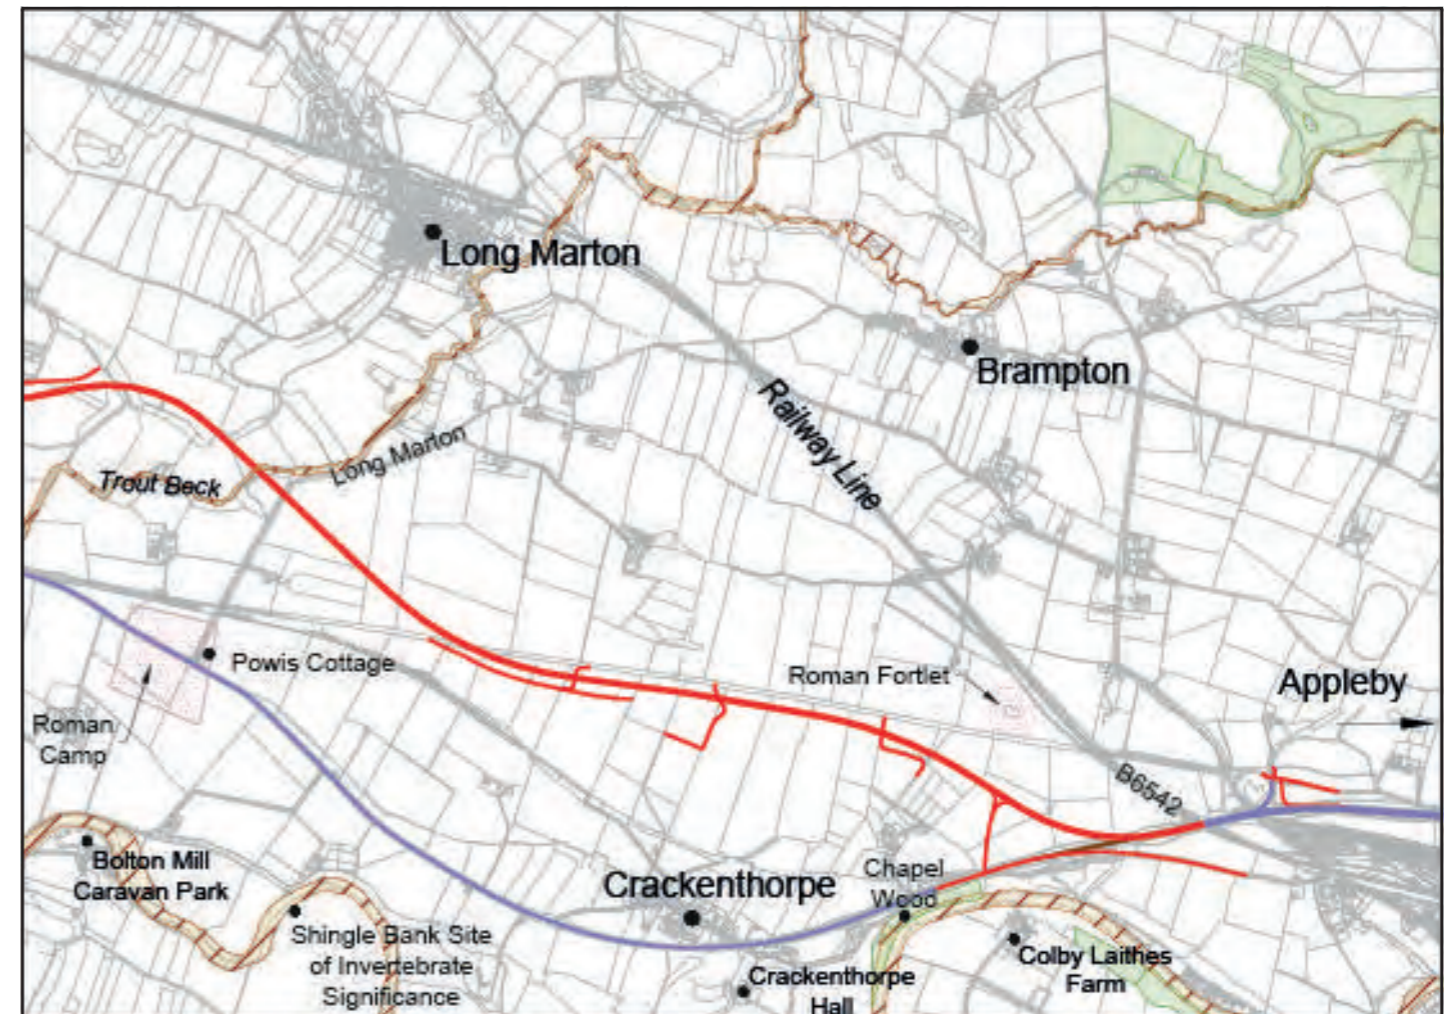 Long Marton
Brampton
Railway Line
Long Marton
Trout Beck
Powis Cottage
Roman Fortlet
Appleby
Roman
Camp
B6542
Bolton Mill
Caravan Park
Crackenthorpe
Chapel
Wood
Shingle Bank Site
of Invertebrate
Significance
Colby Laithes
Farm
Crackenthorpe
Hall